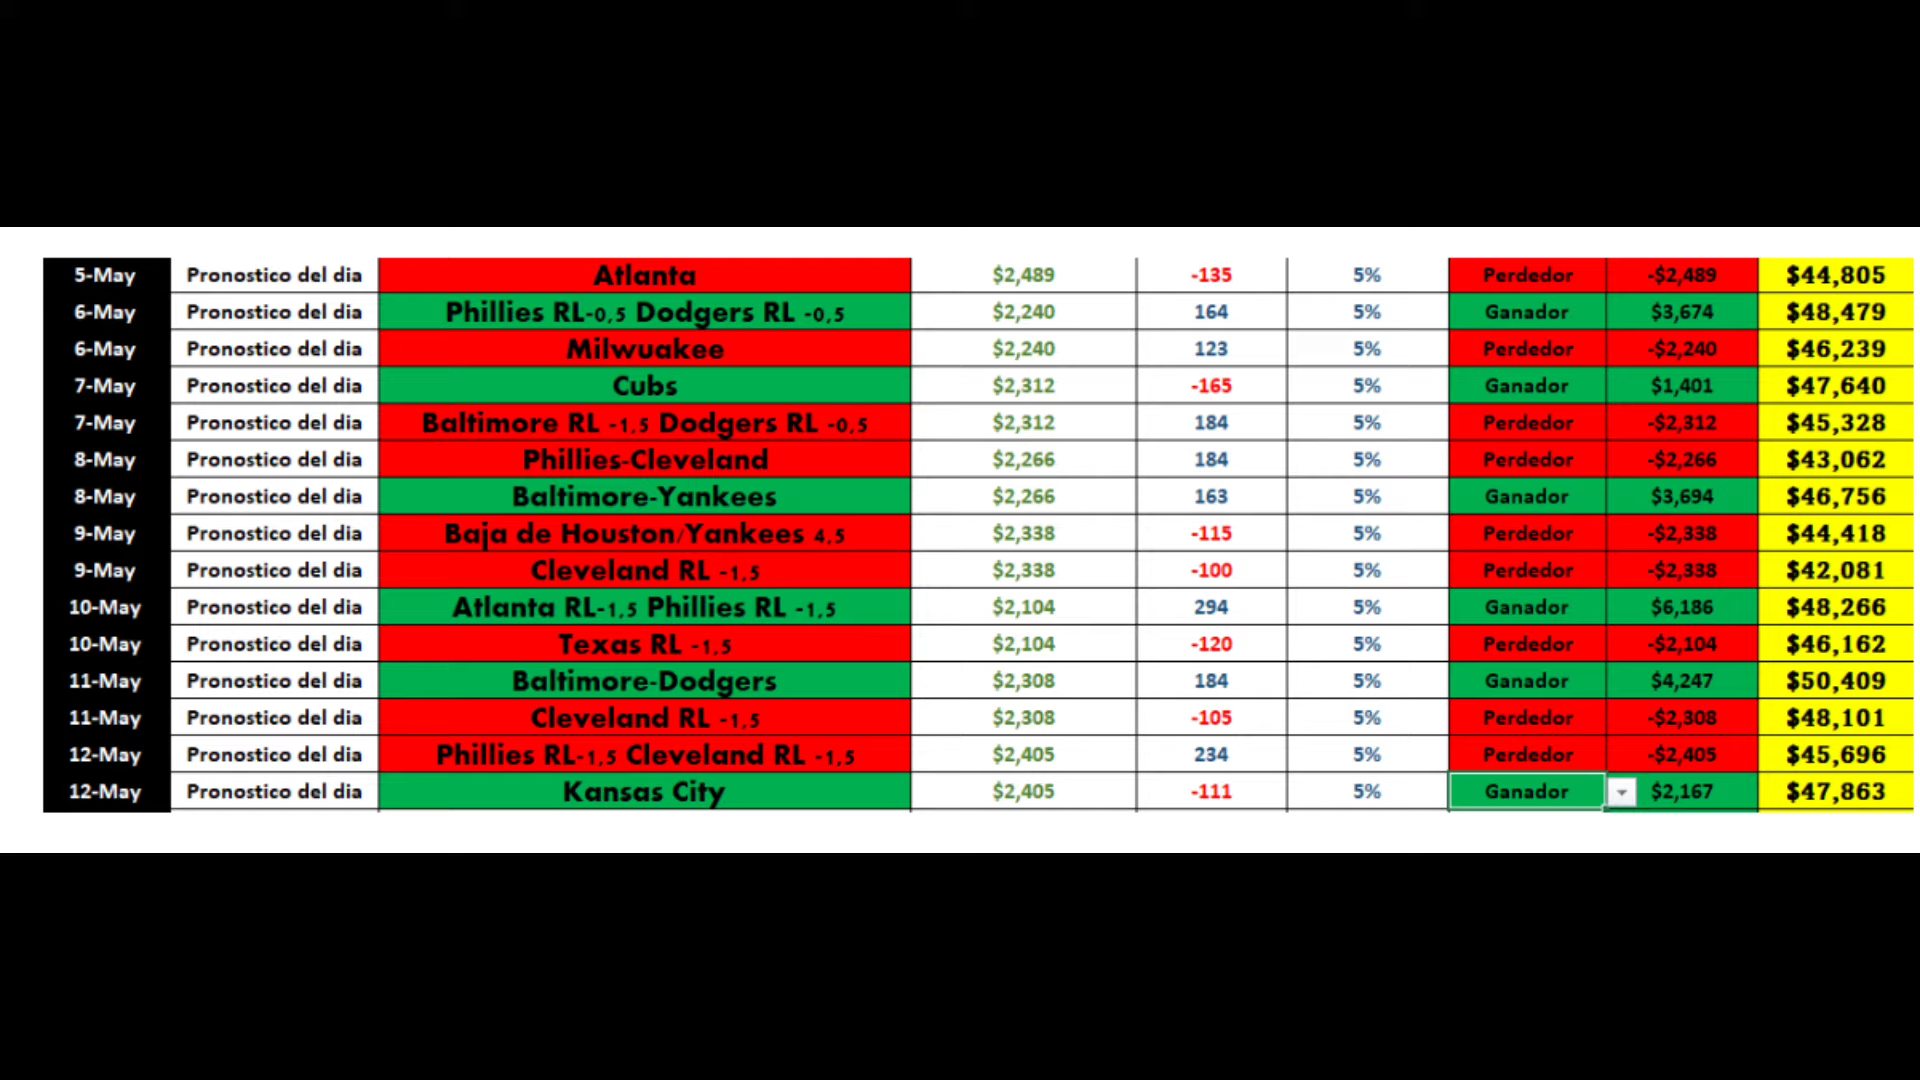 5-May Pronostico del dia Atlanta $2,489 -135 5% Perdedor -$2,489 $44,805
6-May Pronostico del dia Phillies RL-0,5 Dodgers RL -0,5 $2,240 164 5% Ganador $3,674 $48,479
6-May Pronostico del dia Milwuakee $2,240 123 5% Perdedor -$2,240 $46,239
7-May Pronostico del dia Cubs $2,312 -165 5% Ganador $1,401 $47,640
7-May Pronostico del dia Baltimore RL -1,5 Dodgers RL -0,5 $2,312 184 5% Perdedor -$2,312 $45,328
8-May Pronostico del dia Phillies-Cleveland $2,266 184 5% Perdedor -$2,266 $43,062
8-May Pronostico del dia Baltimore-Yankees $2,266 163 5% Ganador $3,694 $46,756
9-May Pronostico del dia Baja de Houston/Yankees 4,5 $2,338 -115 5% Perdedor -$2,338 $44,418
9-May Pronostico del dia Cleveland RL -1,5 $2,338 -100 5% Perdedor -$2,338 $42,081
10-May Pronostico del dia Atlanta RL-1,5 Phillies RL -1,5 $2,104 294 5% Ganador $6,186 $48,266
10-May Pronostico del dia Texas RL -1,5 $2,104 -120 5% Perdedor -$2,104 $46,162
11-May Pronostico del dia Baltimore-Dodgers $2,308 184 5% Ganador $4,247 $50,409
11-May Pronostico del dia Cleveland RL -1,5 $2,308 -105 5% Perdedor -$2,308 $48,101
12-May Pronostico del dia Phillies RL-1,5 Cleveland RL -1,5 $2,405 234 5% Perdedor -$2,405 $45,696
12-May Pronostico del dia Kansas City $2,405 -111 5% Ganador $2,167 $47,863